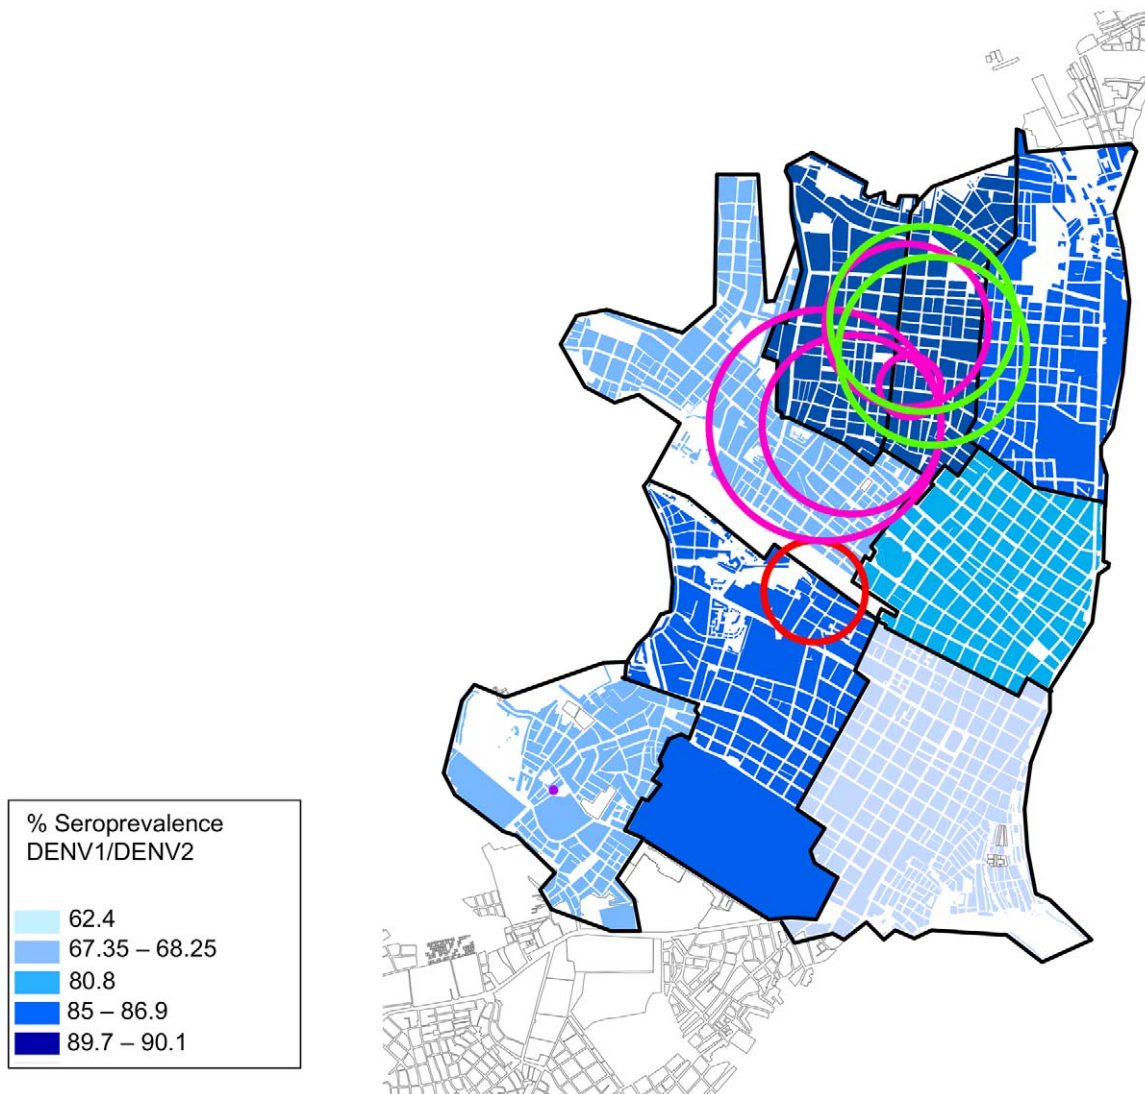 % Seroprevalence
DENV1/DENV2
62.4
67.35 – 68.25
80.8
85 – 86.9
89.7 – 90.1